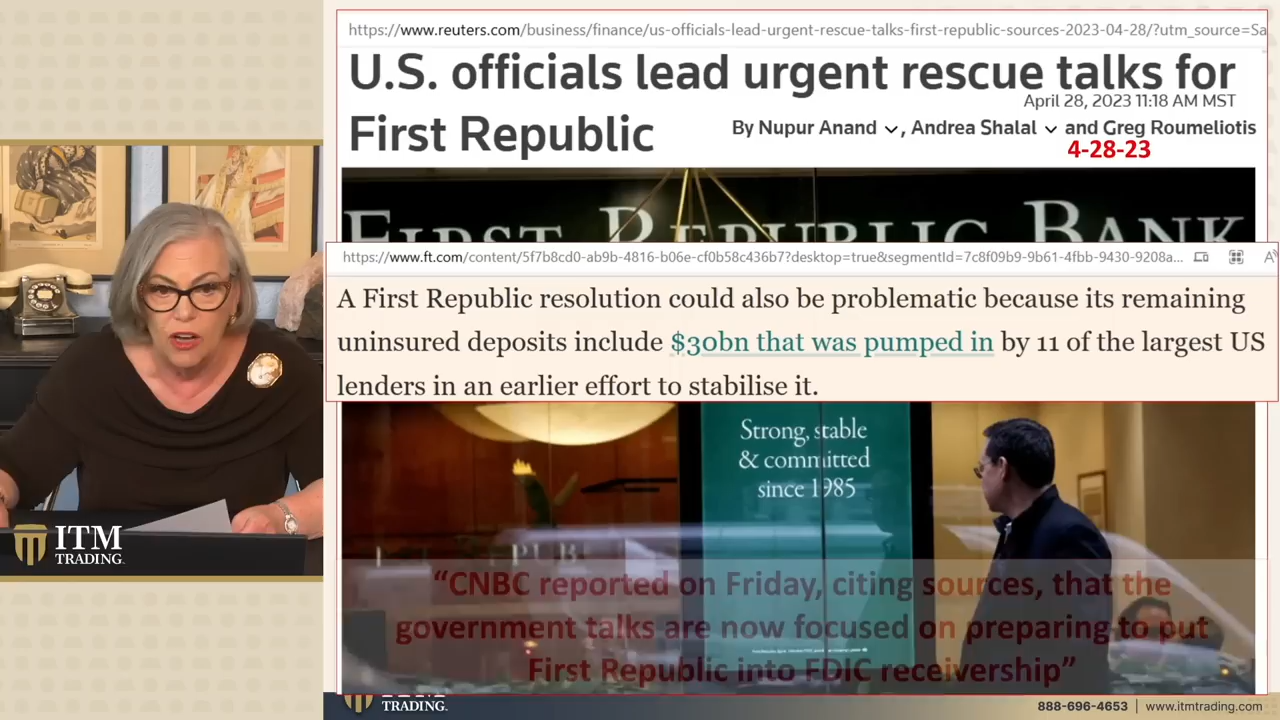 https://www.reuters.com/business/finance/us-officials-lead-urgent-rescue-talks-first-republic-sources-2023-04-28/?utm_source=Sa
U.S. officials lead urgent rescue talks for
April 28, 2023 11:18 AM MST
First Republic
By Nupur Anand, Andrea Shalal and Greg Roumeliotis
4-28-23
FIRST REPUBLIC BANK
https://www.ft.com/content/5f7b8cd0-ab9b-4816-b06e-cf0b58c436b7?desktop=true&segmentId=7c8f09b9-9b61-4fbb-9430-9208a...
A First Republic resolution could also be problematic because its remaining
uninsured deposits include $30bn that was pumped in by 11 of the largest US
lenders in an earlier effort to stabilise it.
Strong, stable
& committed
since 1985
“CNBC reported on Friday, citing sources, that the
government talks are now focused on preparing to put
First Republic into FDIC receivership”
ITM
TRADING
TRADING.
888-696-4653 | www.itmtrading.com